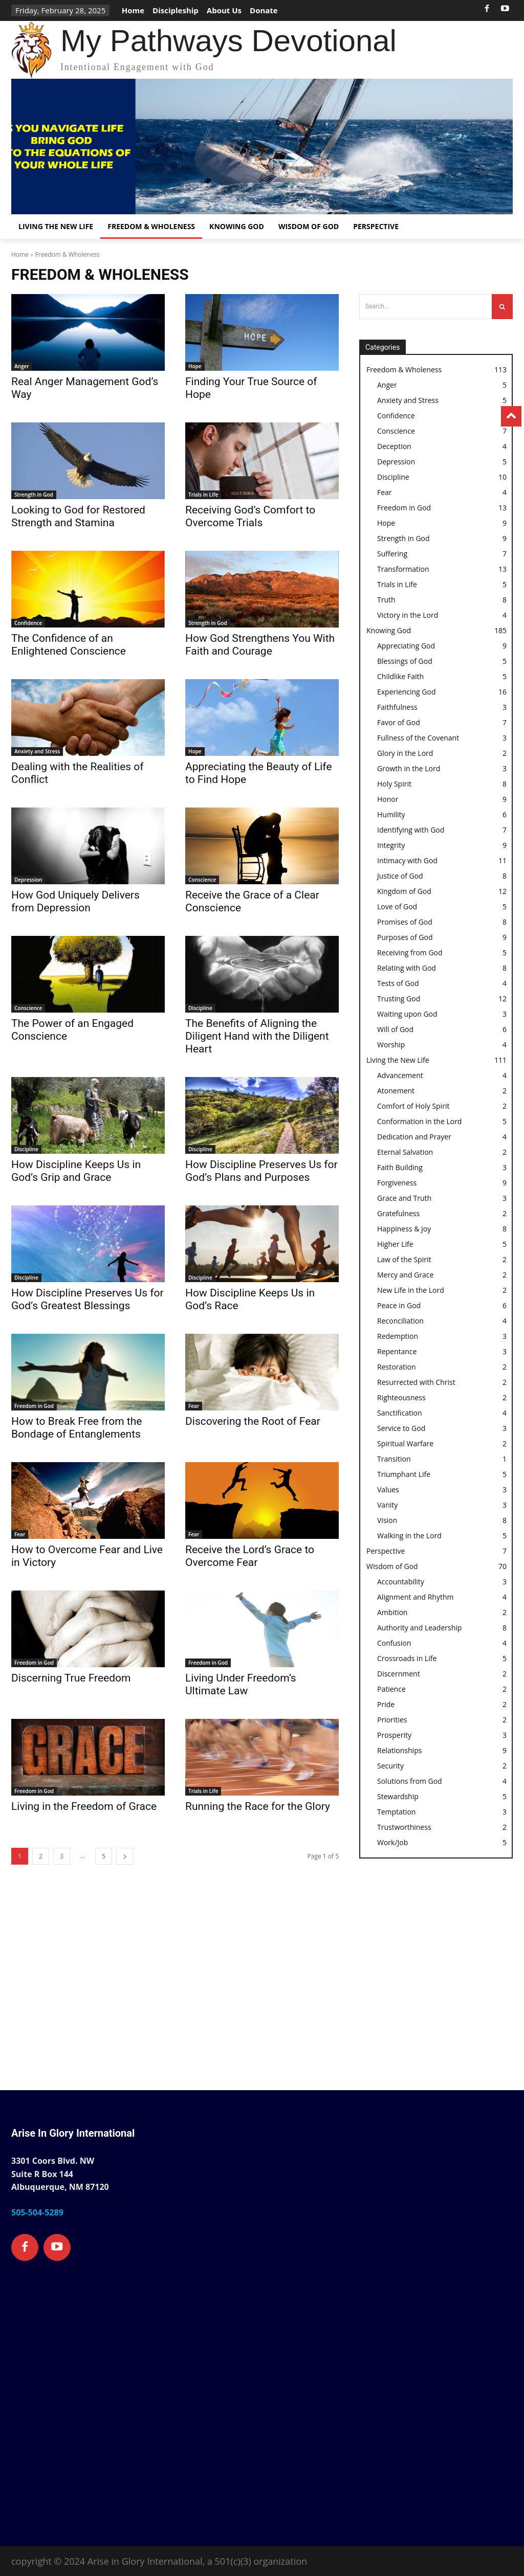 Friday, February 28, 2025
Home
Discipleship
About Us
Donate
My Pathways Devotional
Intentional Engagement with God
S YOU NAVIGATE LIFE
BRING GOD
TO THE EQUATIONS OF
YOUR WHOLE LIFE
LIVING THE NEW LIFE
FREEDOM & WHOLENESS
KNOWING GOD
WISDOM OF GOD
PERSPECTIVE
Home › Freedom & Wholeness
FREEDOM & WHOLENESS
Anger
Real Anger Management God’s
Way
HOPE
Hope
Finding Your True Source of
Hope
Strength in God
Looking to God for Restored
Strength and Stamina
HOLY BIBLE
Trials in Life
Receiving God’s Comfort to
Overcome Trials
Confidence
The Confidence of an
Enlightened Conscience
Strength in God
How God Strengthens You With
Faith and Courage
Anxiety and Stress
Dealing with the Realities of
Conflict
Hope
Appreciating the Beauty of Life
to Find Hope
Depression
How God Uniquely Delivers
from Depression
Conscience
Receive the Grace of a Clear
Conscience
Conscience
The Power of an Engaged
Conscience
Discipline
The Benefits of Aligning the
Diligent Hand with the Diligent
Heart
Discipline
How Discipline Keeps Us in
God’s Grip and Grace
Discipline
How Discipline Preserves Us for
God’s Plans and Purposes
Discipline
How Discipline Preserves Us for
God’s Greatest Blessings
Discipline
How Discipline Keeps Us in
God’s Race
Freedom in God
How to Break Free from the
Bondage of Entanglements
Fear
Discovering the Root of Fear
Fear
How to Overcome Fear and Live
in Victory
Fear
Receive the Lord’s Grace to
Overcome Fear
Freedom in God
Discerning True Freedom
Freedom in God
Living Under Freedom’s
Ultimate Law
GRACE
Freedom in God
Living in the Freedom of Grace
Trials in Life
Running the Race for the Glory
1 2 3 ... 5
Page 1 of 5
Search...
Categories
Freedom & Wholeness 113
Anger 5
Anxiety and Stress 5
Confidence
Conscience 7
Deception 4
Depression 5
Discipline 10
Fear 4
Freedom in God 13
Hope 9
Strength in God 9
Suffering 7
Transformation 13
Trials in Life 5
Truth 8
Victory in the Lord 4
Knowing God 185
Appreciating God 9
Blessings of God 5
Childlike Faith 5
Experiencing God 16
Faithfulness 3
Favor of God 7
Fullness of the Covenant 3
Glory in the Lord 2
Growth in the Lord 3
Holy Spirit 8
Honor 9
Humility 6
Identifying with God 7
Integrity 9
Intimacy with God 11
Justice of God 8
Kingdom of God 12
Love of God 5
Promises of God 8
Purposes of God 9
Receiving from God 5
Relating with God 8
Tests of God 4
Trusting God 12
Waiting upon God 3
Will of God 6
Worship 4
Living the New Life 111
Advancement 4
Atonement 2
Comfort of Holy Spirit 2
Conformation in the Lord 5
Dedication and Prayer 4
Eternal Salvation 2
Faith Building 3
Forgiveness 9
Grace and Truth 3
Gratefulness 2
Happiness & Joy 8
Higher Life 5
Law of the Spirit 2
Mercy and Grace 2
New Life in the Lord 2
Peace in God 6
Reconciliation 4
Redemption 3
Repentance 3
Restoration 2
Resurrected with Christ 2
Righteousness 2
Sanctification 4
Service to God 3
Spiritual Warfare 2
Transition 1
Triumphant Life 5
Values 3
Vanity 3
Vision 8
Walking in the Lord 5
Perspective 7
Wisdom of God 70
Accountability 3
Alignment and Rhythm 4
Ambition 2
Authority and Leadership 8
Confusion 4
Crossroads in Life 5
Discernment 2
Patience 2
Pride 2
Priorities 2
Prosperity 3
Relationships 9
Security 2
Solutions from God 4
Stewardship 5
Temptation 3
Trustworthiness 2
Work/Job 5
Arise In Glory International
3301 Coors Blvd. NW
Suite R Box 144
Albuquerque, NM 87120
505-504-5289
copyright © 2024 Arise in Glory International, a 501(c)(3) organization